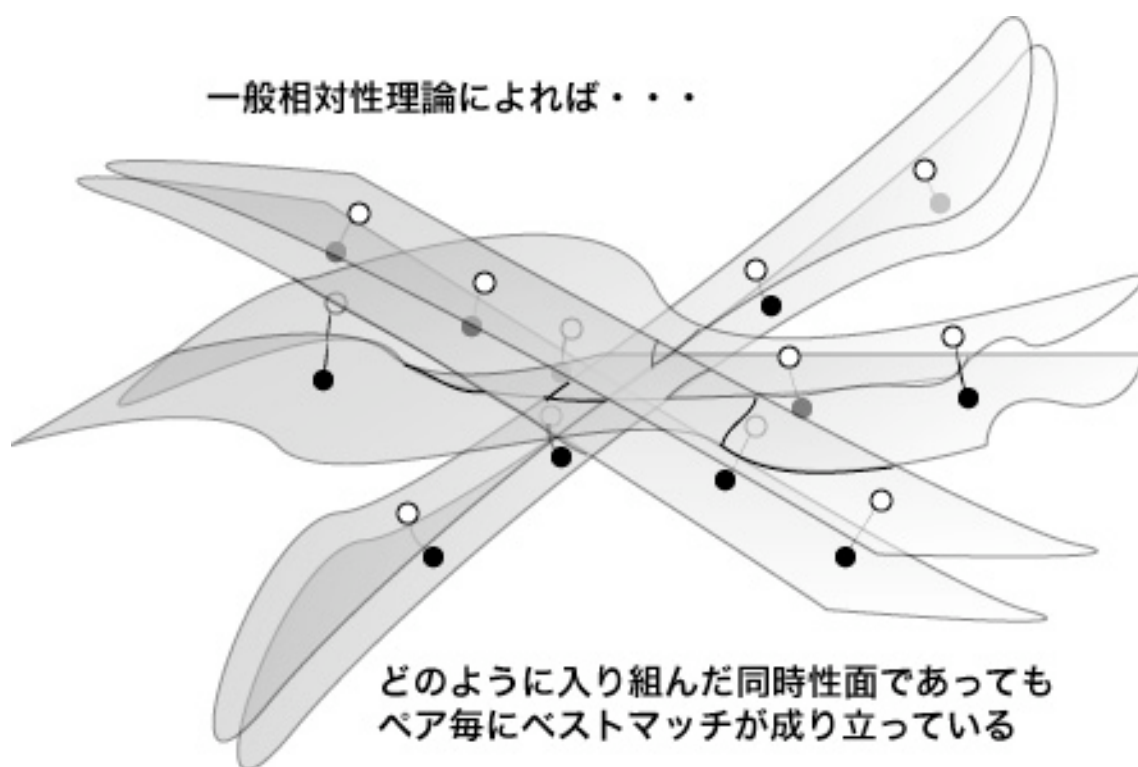 一般相対性理論によれば・・・
どのように入り組んだ同時性面であっても
ペア毎にベストマッチが成り立っている